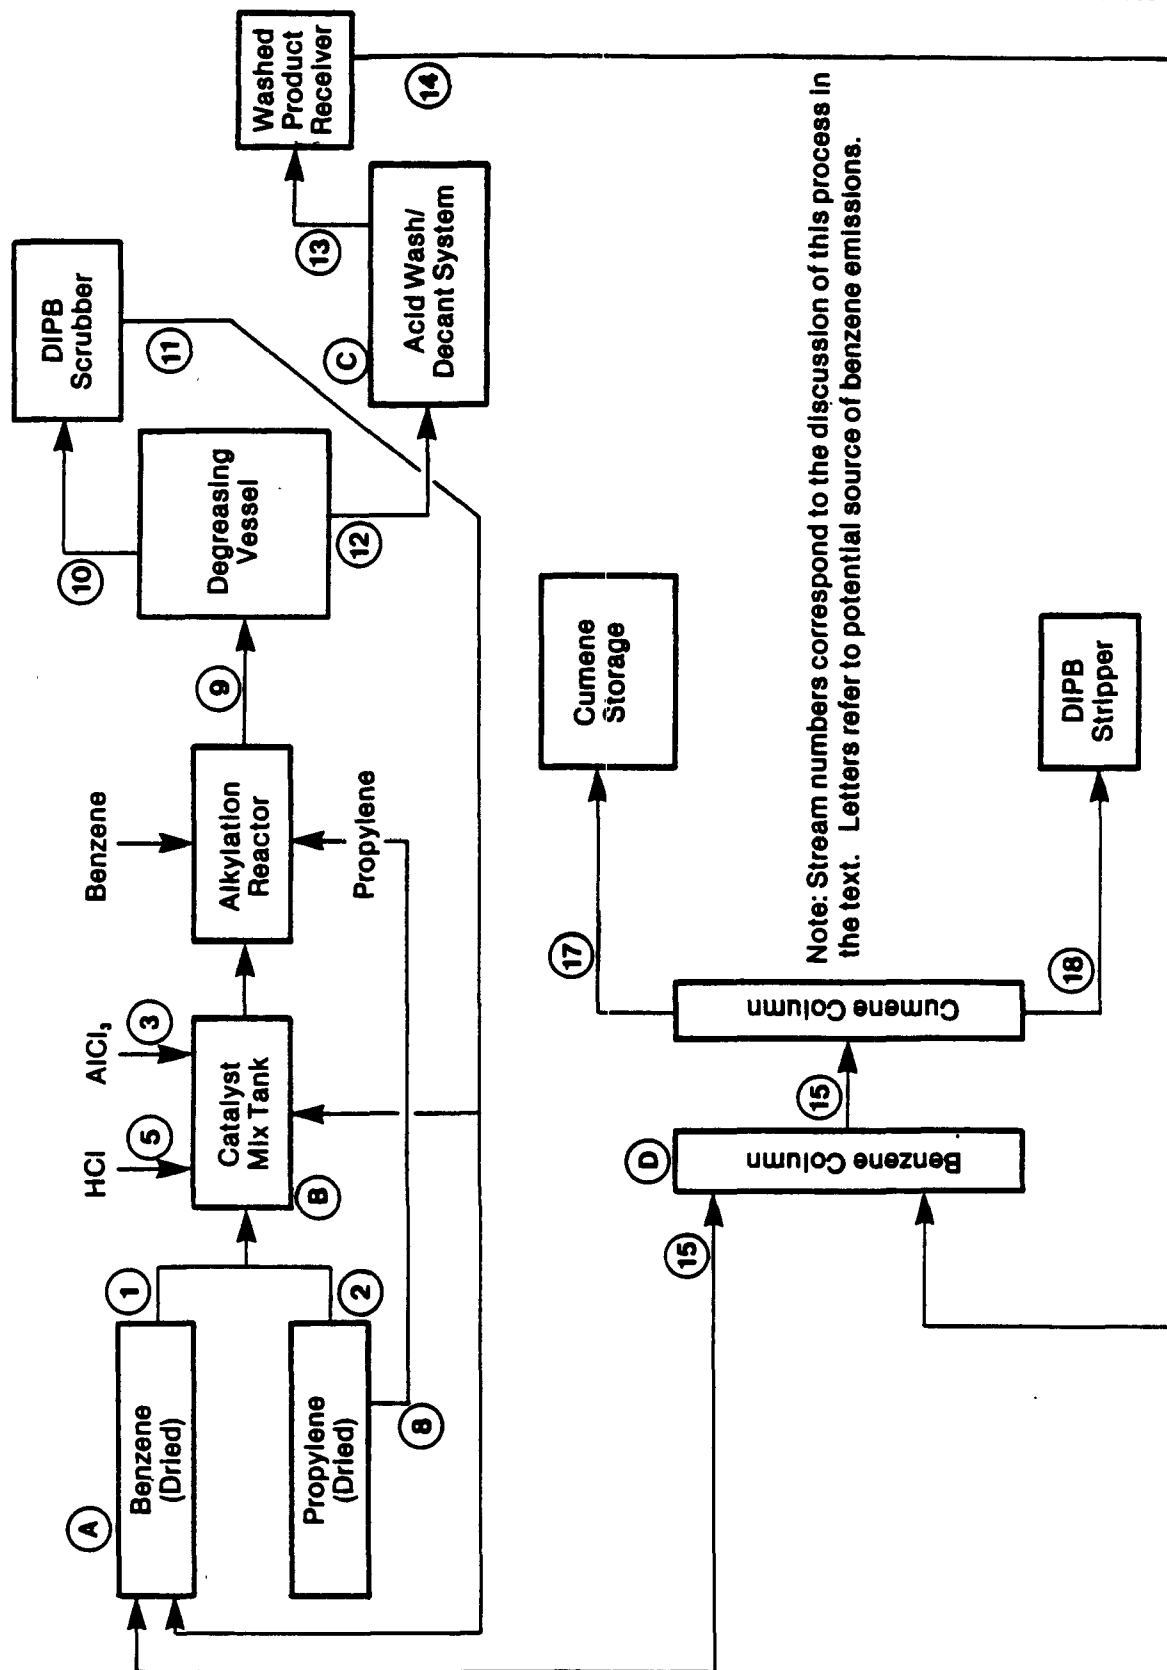 A
Benzene
(Dried)
1
Propylene
(Dried)
2
8
HCl
5
AlCl₃
3
Catalyst
Mix Tank
B
Benzene
Alkylation
Reactor
Propylene
9
Degreasing
Vessel
10
DIPB
Scrubber
11
12
C
Acid Wash/
Decant System
13
Washed
Product
Receiver
14
15
D
Benzene Column
15
Cumene Column
17
Cumene
Storage
18
DIPB
Stripper
Note: Stream numbers correspond to the discussion of this process in
the text. Letters refer to potential source of benzene emissions.